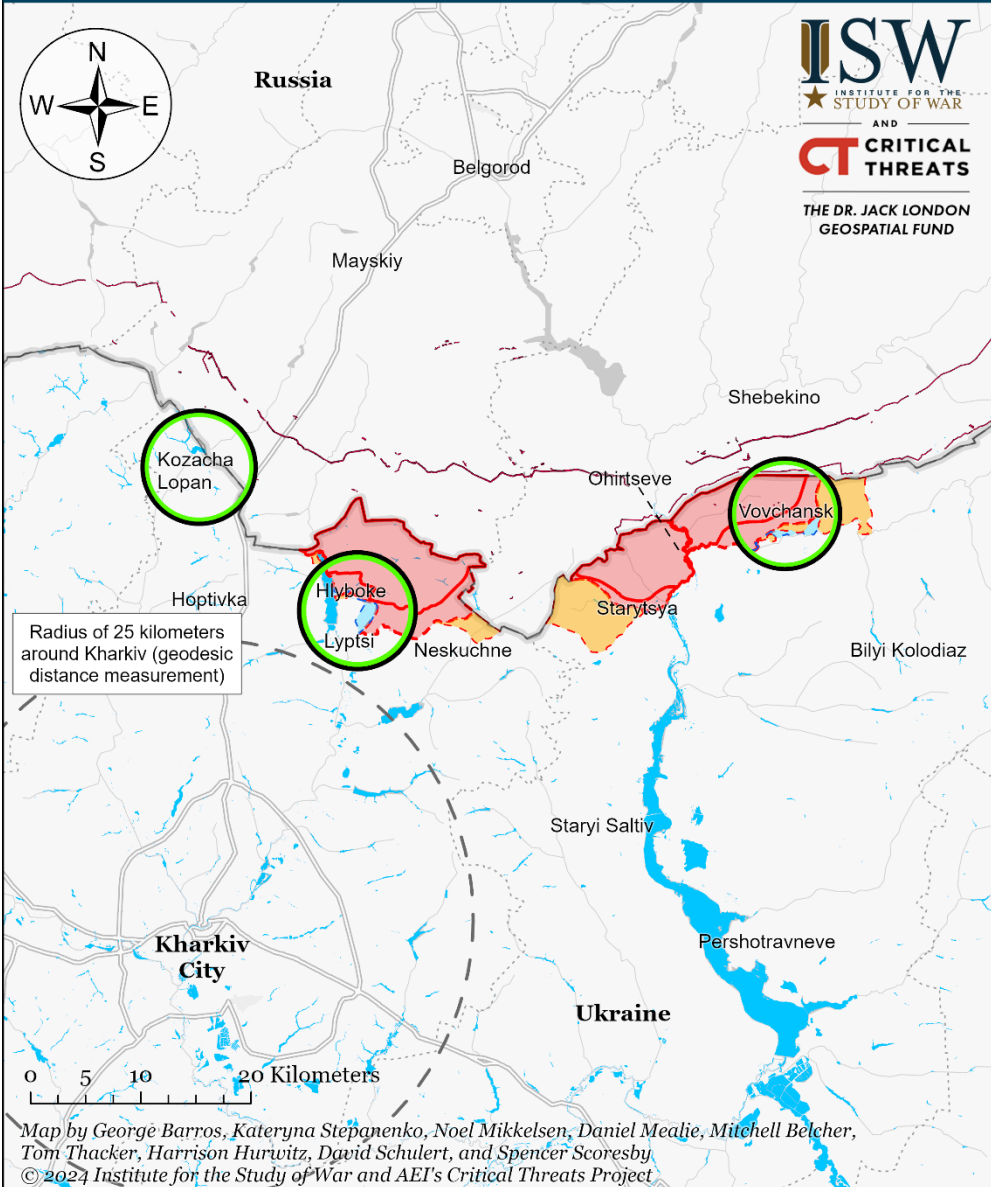 N
W
E
S
Russia
ISW
INSTITUTE FOR THE
STUDY OF WAR
AND
CT CRITICAL
THREATS
THE DR. JACK LONDON
GEOSPATIAL FUND
Belgorod
Mayskiy
Shebekino
Kozacha
Lopan
Ohirtseve
Vovchansk
Hoptivka
Hlyboke
Starytsya
Radius of 25 kilometers
around Kharkiv (geodesic
distance measurement)
Lyptsi
Neskuchne
Bilyi Kolodiaz
Staryi Saltiv
Pershotravneve
Kharkiv
City
Ukraine
0 5 10 20 Kilometers
Map by George Barros, Kateryna Stepanenko, Noel Mikkelsen, Daniel Mealie, Mitchell Belcher,
Tom Thacker, Harrison Hurwitz, David Schulert, and Spencer Scoresby
© 2024 Institute for the Study of War and AEI's Critical Threats Project